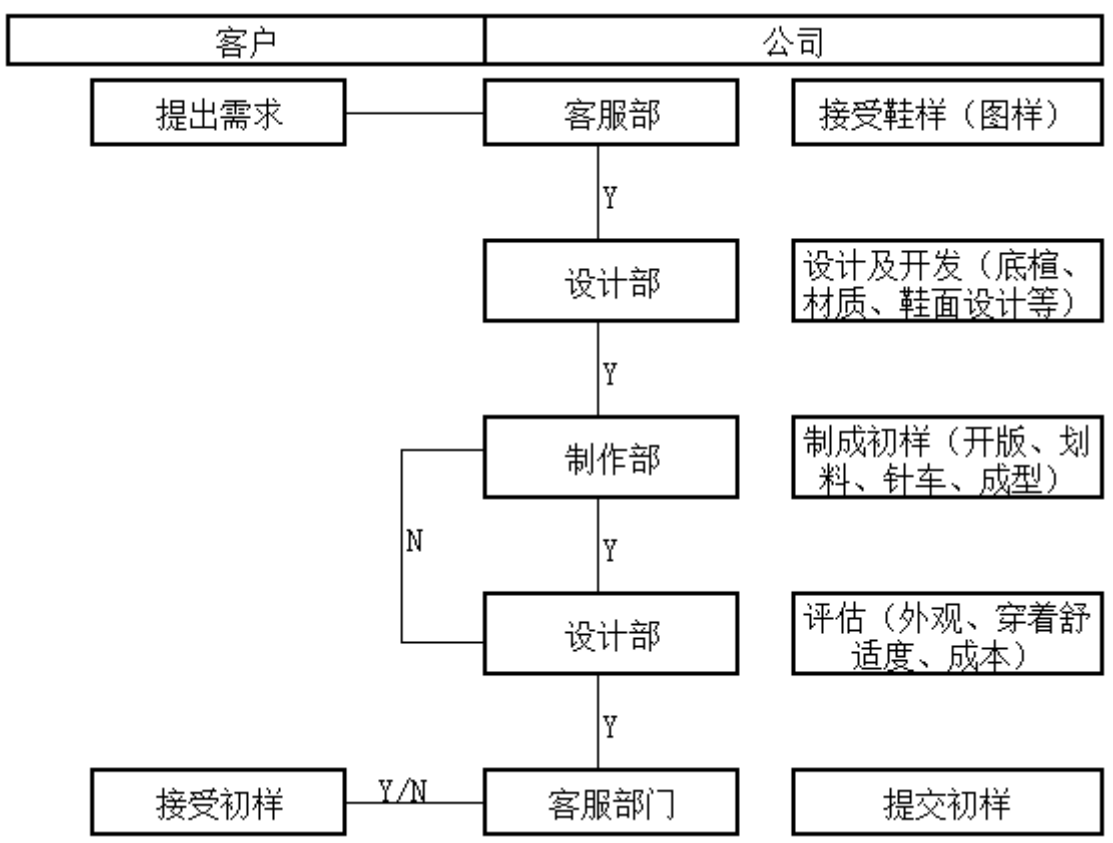 客户
公司
提出需求
客服部
接受鞋样（图样）
Y
设计部
设计及开发（底楦、
材质、鞋面设计等）
Y
制作部
制成初样（开版、划
料、针车、成型）
N
Y
设计部
评估（外观、穿着舒
适度、成本）
Y
接受初样
Y/N
客服部门
提交初样